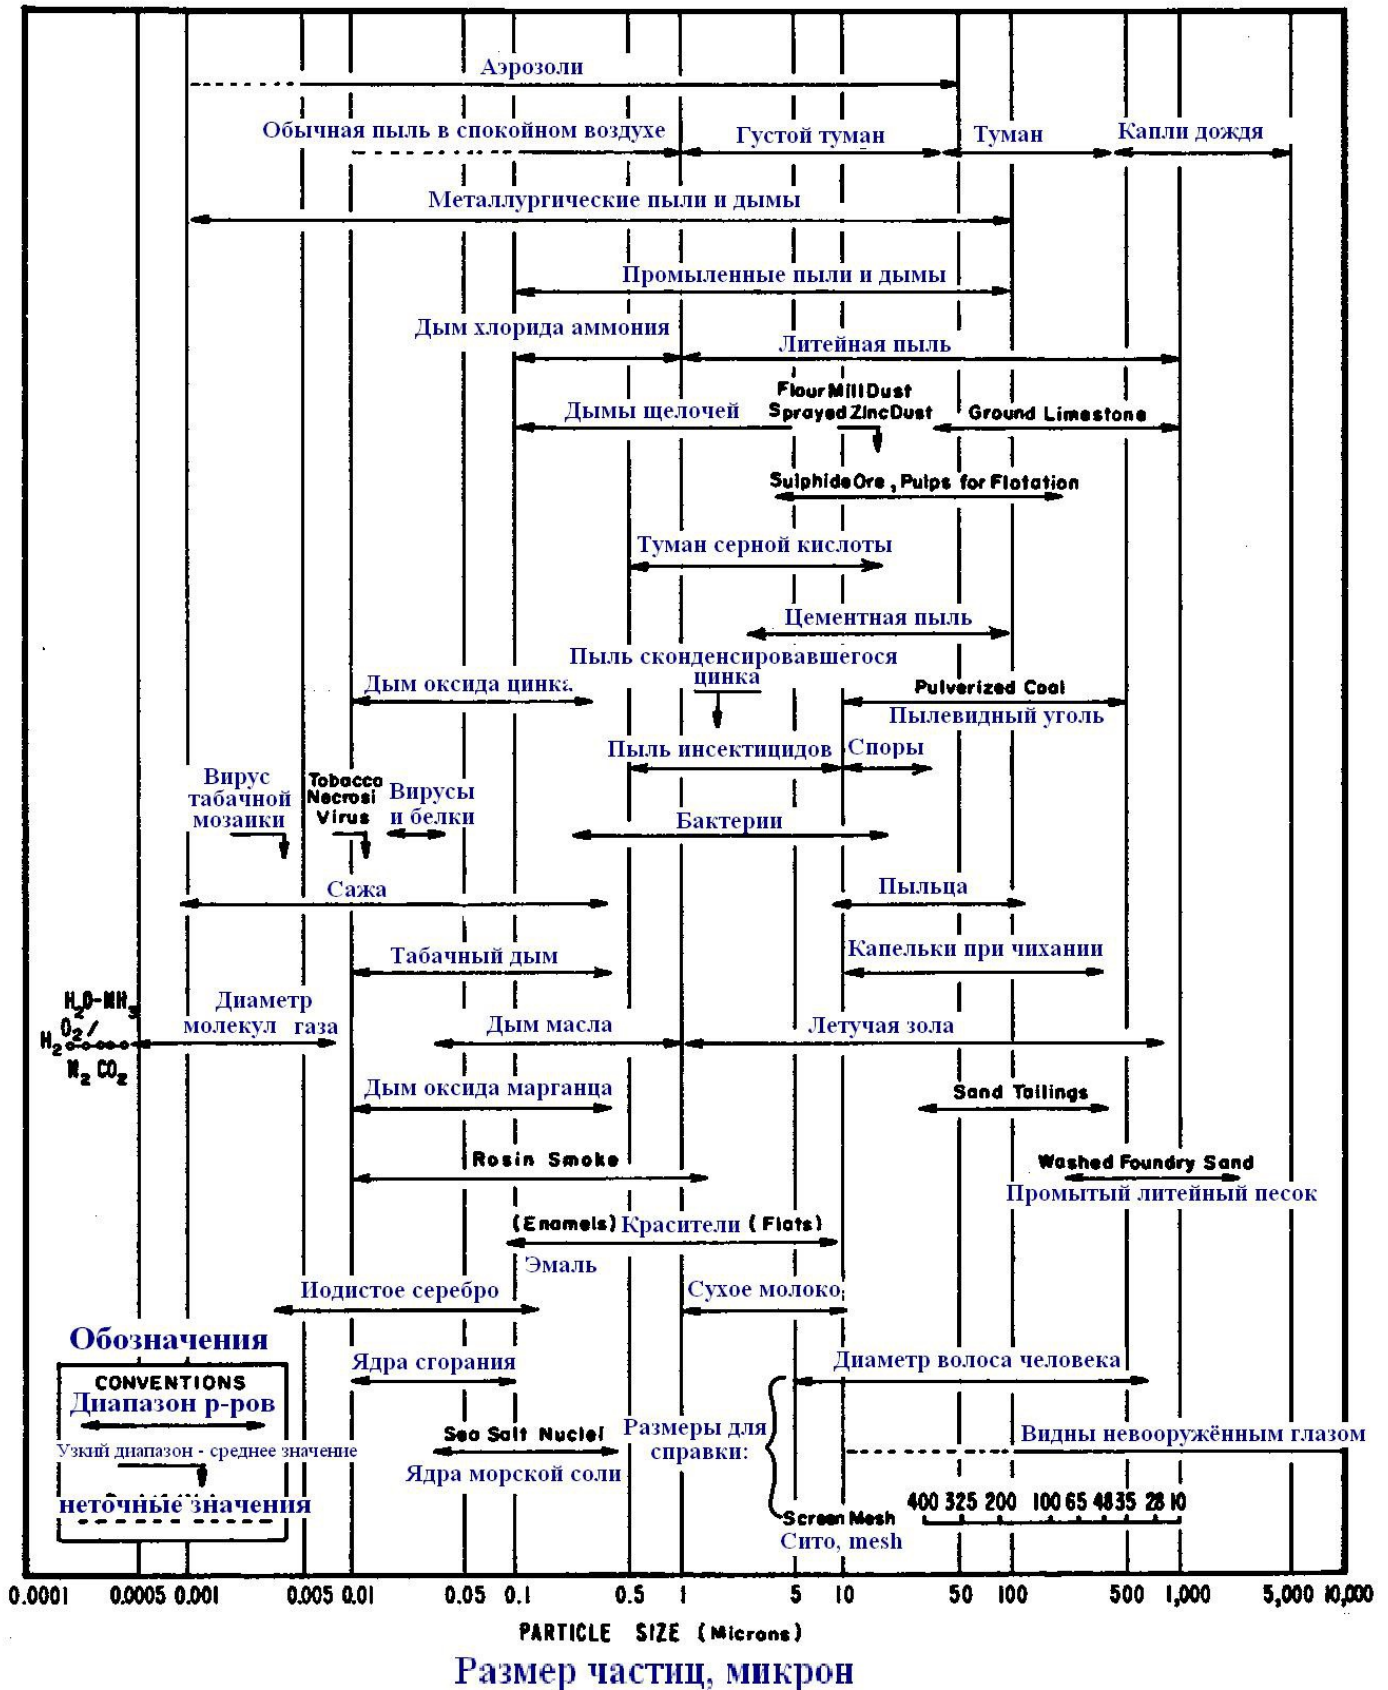 Аэрозоли
Обычная пыль в спокойном воздухе
Густой туман
Туман
Капли дождя
Металлургические пыли и дымы
Промыленные пыли и дымы
Дым хлорида аммония
Литейная пыль
Дымы щелочей
Flour Mill Dust
Sprayed Zinc Dust
Ground Limestone
Sulphide Ore, Pulps for Flotation
Туман серной кислоты
Цементная пыль
Пыль сконденсировавшегося
цинка
Дым оксида цинка
Pulverized Coal
Пылевидный уголь
Пыль инсектицидов
Споры
Вирус
табачной
мозаики
Tobacco
Necrosi
Virus
Вирусы
и белки
Бактерии
Сажа
Пыльца
Табачный дым
Капельки при чихании
H2O-NH3
O2
H2
N2 CO2
Диаметр
молекул газа
Дым масла
Летучая зола
Дым оксида марганца
Sand Tailings
Rosin Smoke
Washed Foundry Sand
Промытый литейный песок
(Enamels) Красители (Flats)
Эмаль
Иодистое серебро
Сухое молоко
Обозначения
CONVENTIONS
Диапазон р-ров
Узкий диапазон - среднее значение
неточные значения
Ядра сгорания
Диаметр волоса человека
Sea Salt Nuclei
Ядра морской соли
Размеры для
справки:
Видны невооружённым глазом
400 325 200 100 65 48 35 28 10
Screen Mesh
Сито, mesh
0.0001 0.0005 0.001 0.005 0.01 0.05 0.1 0.5 1 5 10 50 100 500 1,000 5,000 10,000
PARTICLE SIZE (Microns)
Размер частиц, микрон